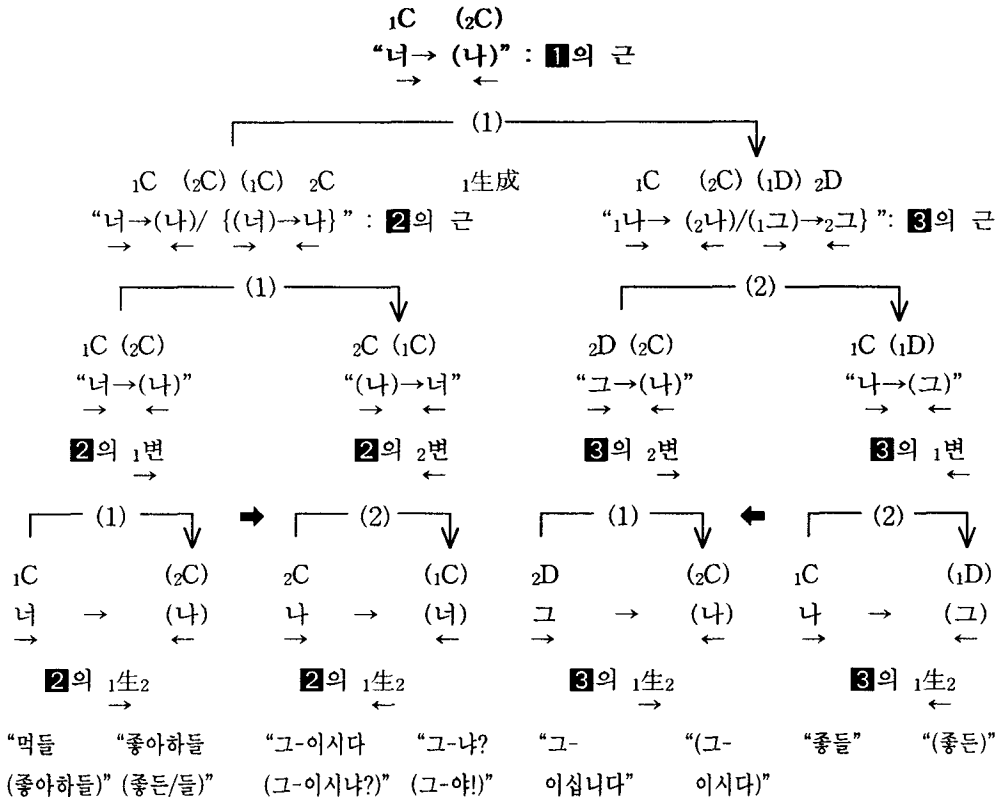 ₁C (₂C)
“너→ (나)” : 1의 근
→ ←
(1)
₁C (₂C) (₁C) ₂C ₁生成 ₁C (₂C) (₁D) ₂D
“너→(나)/ {(너)→나}” : 2의 근 “₁나→ (₂나)/(₁그)→₂그}”: 3의 근
→ ← → ← → ← → ←
(1) (2)
₁C (₂C) ₂C (₁C) ₂D (₂C) ₁C (₁D)
“너→(나)” “(나)→너” “그→(나)” “나→(그)”
→ ← → ← → ← → ←
2의 ₁변 2의 ₂변 3의 ₂변 3의 ₁변
→ ← → ←
(1) ➡ (2) (1) ⬅ (2)
₁C (₂C) ₂C (₁C) ₂D (₂C) ₁C (₁D)
너 → (나) 나 → (너) 그 → (나) 나 → (그)
→ ← → ← → ← → ←
2의 ₁生₂ 2의 ₁生₂ 3의 ₁生₂ 3의 ₁生₂
→ ← → ←
“먹들 “좋아하들 “그-이시다 “그-냐? “그- “(그- “좋들” “(좋든)”
(좋아하들)” (좋든/들)” (그-이시냐?)” (그-야!)” 이십니다” 이시다)”